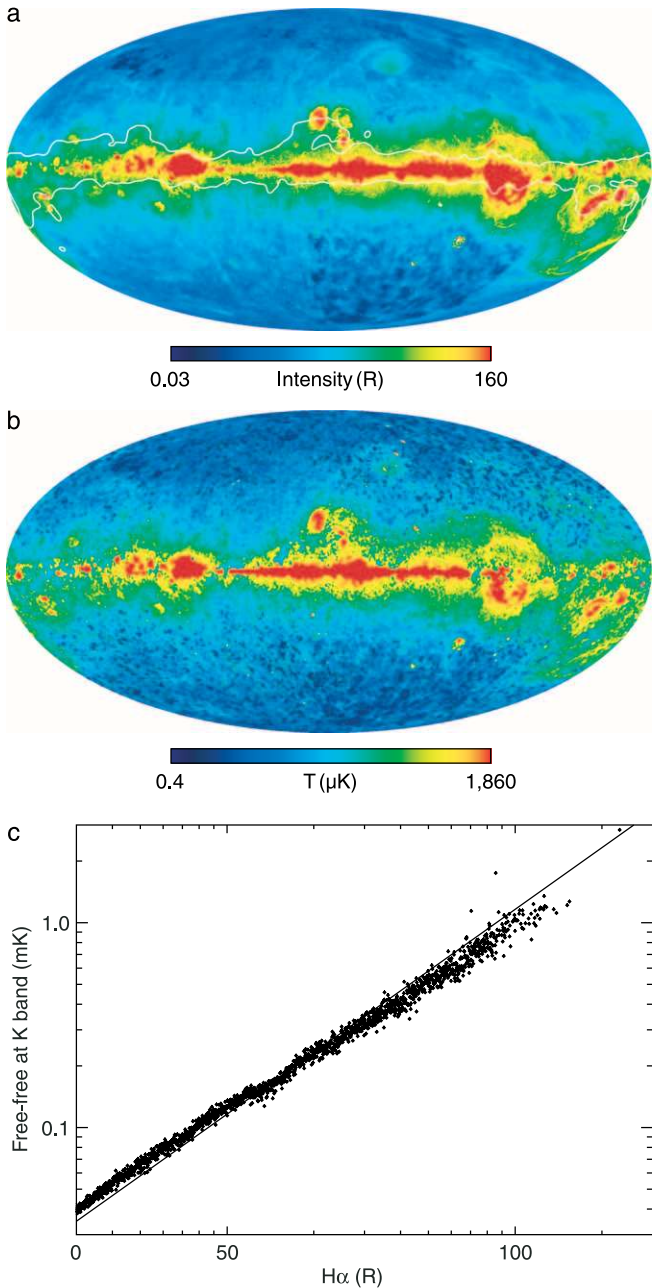 a
0.03 Intensity (R) 160
b
0.4 T (μK) 1,860
c
Free-free at K band (mK)
1.0
0.1
0 50 100
Hα (R)